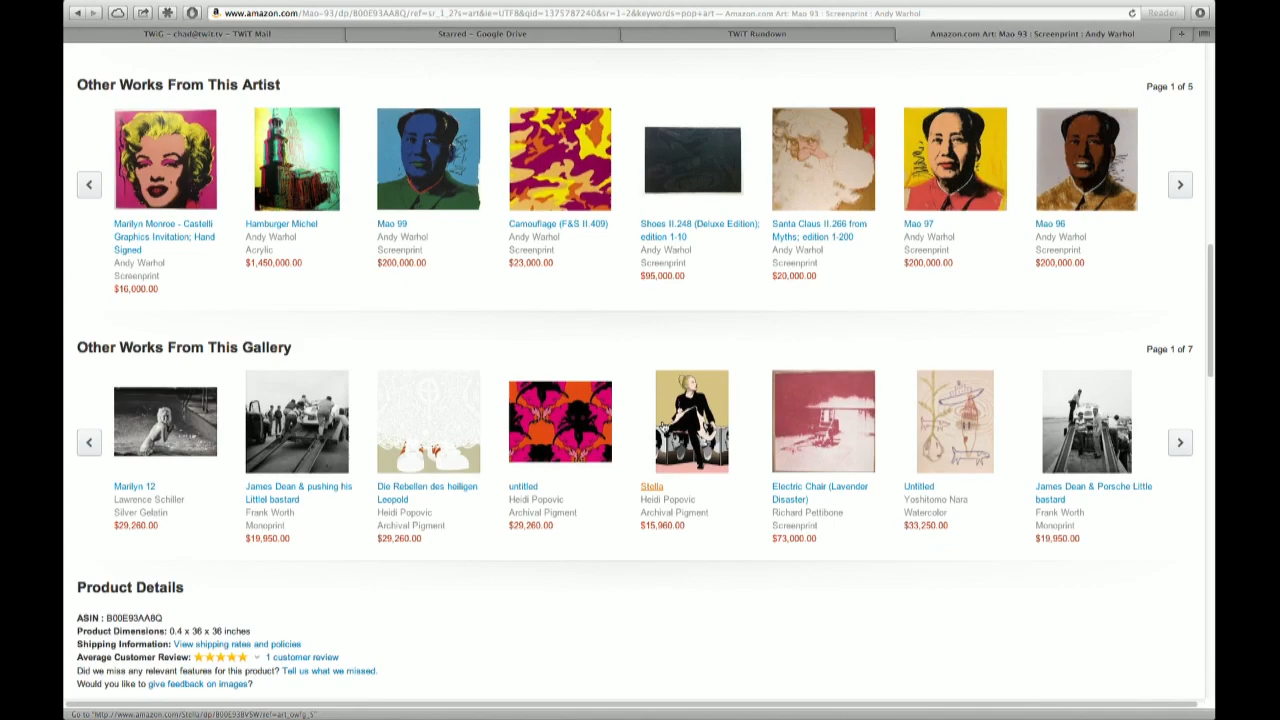 www.amazon.com/Mao-93/dp/B00E93AA8Q/ref=sr_1_2?s=art&ie=UTF8&qid=1375787240&sr=1-2&keywords=pop+art — Amazon.com Art: Mao 93 : Screenprint : Andy Warhol
Reader
TWiG – chad@twit.tv – TWiT Mail
Starred – Google Drive
TWiT Rundown
Amazon.com Art: Mao 93 : Screenprint : Andy Warhol
Other Works From This Artist
Page 1 of 5
Marilyn Monroe - Castelli
Graphics Invitation; Hand
Signed
Andy Warhol
Screenprint
$16,000.00
Hamburger Michel
Andy Warhol
Acrylic
$1,450,000.00
Mao 99
Andy Warhol
Screenprint
$200,000.00
Camouflage (F&S II.409)
Andy Warhol
Screenprint
$23,000.00
Shoes II.248 (Deluxe Edition);
edition 1-10
Andy Warhol
Screenprint
$95,000.00
Santa Claus II.266 from
Myths; edition 1-200
Andy Warhol
Screenprint
$20,000.00
Mao 97
Andy Warhol
Screenprint
$200,000.00
Mao 96
Andy Warhol
Screenprint
$200,000.00
Other Works From This Gallery
Page 1 of 7
Marilyn 12
Lawrence Schiller
Silver Gelatin
$29,260.00
James Dean & pushing his
Littlel bastard
Frank Worth
Monoprint
$19,950.00
Die Rebellen des heiligen
Leopold
Heidi Popovic
Archival Pigment
$29,260.00
untitled
Heidi Popovic
Archival Pigment
$29,260.00
Stella
Heidi Popovic
Archival Pigment
$15,960.00
Electric Chair (Lavender
Disaster)
Richard Pettibone
Screenprint
$73,000.00
Untitled
Yoshitomo Nara
Watercolor
$33,250.00
James Dean & Porsche Little
bastard
Frank Worth
Monoprint
$19,950.00
Product Details
ASIN : B00E93AA8Q
Product Dimensions: 0.4 x 36 x 36 inches
Shipping Information: View shipping rates and policies
Average Customer Review: 1 customer review
Did we miss any relevant features for this product? Tell us what we missed.
Would you like to give feedback on images?
Go to "http://www.amazon.com/Stella/dp/B00E93BVSW/ref=art_owfg_5"